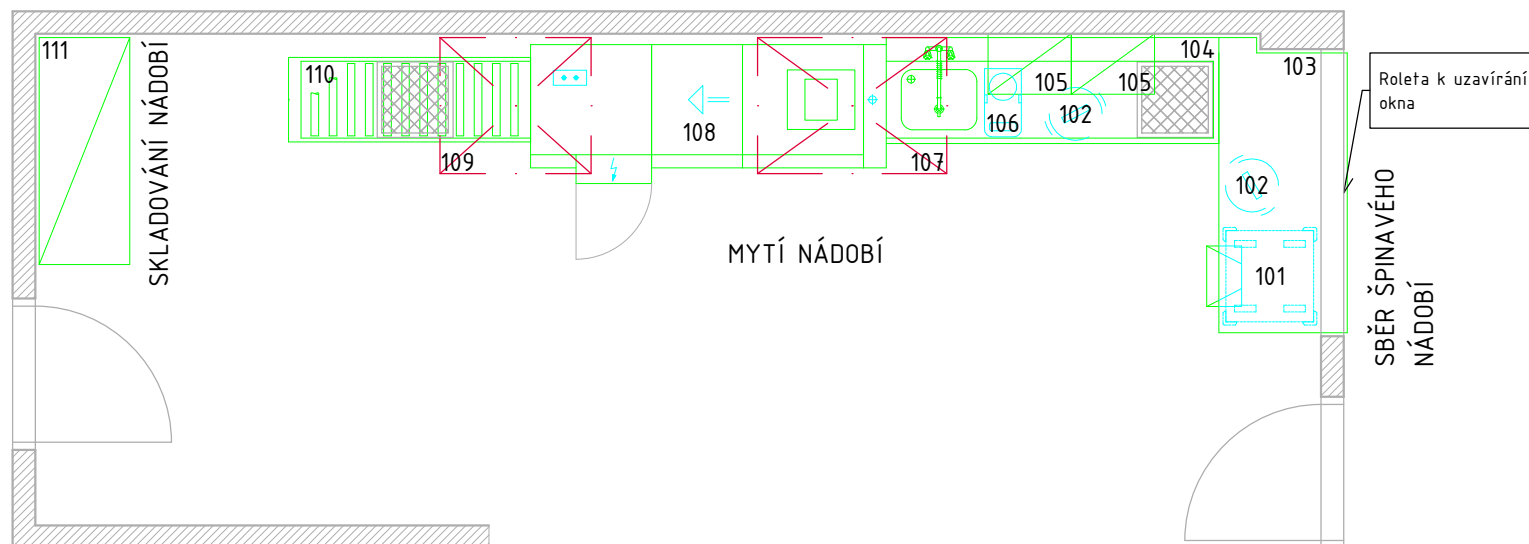 111
SKLADOVÁNÍ NÁDOBÍ
110
109
108
MYTÍ NÁDOBÍ
107
106
105
105
102
104
103
102
101
Roleta k uzavírání
okna
SBĚR ŠPINAVÉHO
NÁDOBÍ